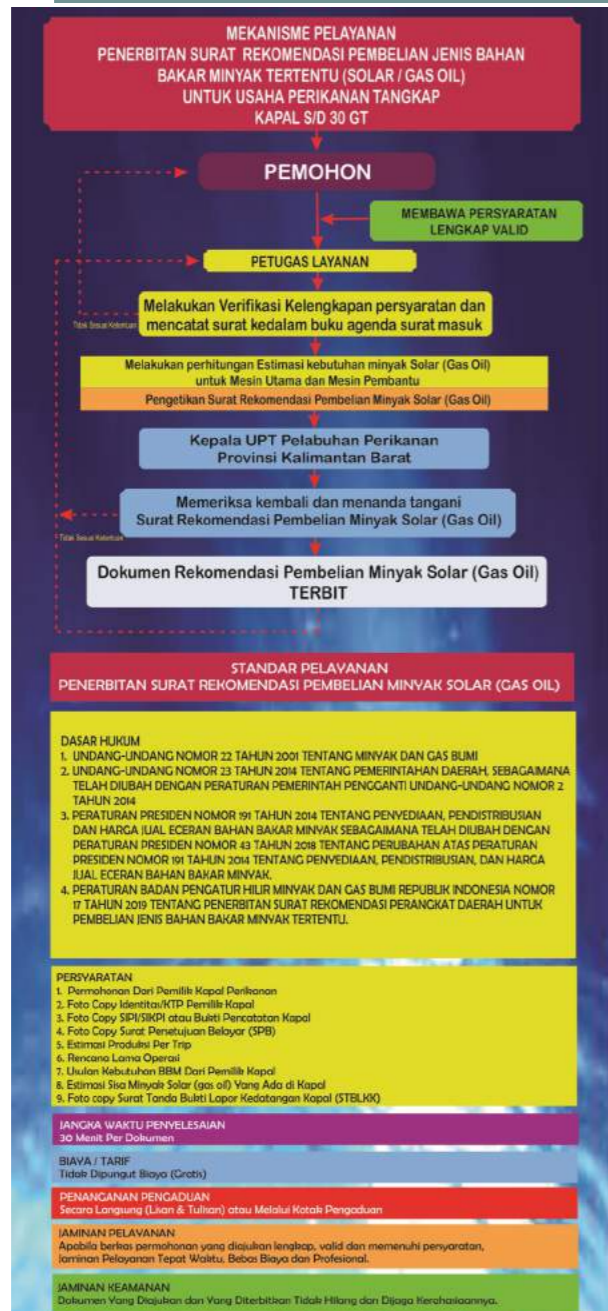 MEKANISME PELAYANAN
PENERBITAN SURAT REKOMENDASI PEMBELIAN JENIS BAHAN
BAKAR MINYAK TERTENTU (SOLAR / GAS OIL)
UNTUK USAHA PERIKANAN TANGKAP
KAPAL S/D 30 GT
PEMOHON
MEMBAWA PERSYARATAN
LENGKAP VALID
PETUGAS LAYANAN
Melakukan Verifikasi Kelengkapan persyaratan dan
mencatat surat kedalam buku agenda surat masuk
Tidak Sesuai Ketentuan
Melakukan perhitungan Estimasi kebutuhan minyak Solar (Gas Oil)
untuk Mesin Utama dan Mesin Pembantu
Pengetikan Surat Rekomendasi Pembelian Minyak Solar (Gas Oil)
Kepala UPT Pelabuhan Perikanan
Provinsi Kalimantan Barat
Memeriksa kembali dan menanda tangani
Surat Rekomendasi Pembelian Minyak Solar (Gas Oil)
Tidak Sesuai Ketentuan
Dokumen Rekomendasi Pembelian Minyak Solar (Gas Oil)
TERBIT
STANDAR PELAYANAN
PENERBITAN SURAT REKOMENDASI PEMBELIAN MINYAK SOLAR (GAS OIL)
DASAR HUKUM
1. UNDANG-UNDANG NOMOR 22 TAHUN 2001 TENTANG MINYAK DAN GAS BUMI
2. UNDANG-UNDANG NOMOR 23 TAHUN 2014 TENTANG PEMERINTAHAN DAERAH, SEBAGAIMANA
TELAH DIUBAH DENGAN PERATURAN PEMERINTAH PENGGANTI UNDANG-UNDANG NOMOR 2
TAHUN 2014
3. PERATURAN PRESIDEN NOMOR 191 TAHUN 2014 TENTANG PENYEDIAAN, PENDISTRIBUSIAN
DAN HARGA JUAL ECERAN BAHAN BAKAR MINYAK SEBAGAIMANA TELAH DIUBAH DENGAN
PERATURAN PRESIDEN NOMOR 43 TAHUN 2018 TENTANG PERUBAHAN ATAS PERATURAN
PRESIDEN NOMOR 191 TAHUN 2014 TENTANG PENYEDIAAN, PENDISTRIBUSIAN, DAN HARGA
JUAL ECERAN BAHAN BAKAR MINYAK.
4. PERATURAN BADAN PENGATUR HILIR MINYAK DAN GAS BUMI REPUBLIK INDONESIA NOMOR
17 TAHUN 2019 TENTANG PENERBITAN SURAT REKOMENDASI PERANGKAT DAERAH UNTUK
PEMBELIAN JENIS BAHAN BAKAR MINYAK TERTENTU.
PERSYARATAN
1. Permohonan Dari Pemilik Kapal Perikanan
2. Foto Copy Identitas/KTP Pemilik Kapal
3. Foto Copy SIPI/SIKPI atau Bukti Pencatatan Kapal
4. Foto Copy Surat Persetujuan Belayar (SPB)
5. Estimasi Produksi Per Trip
6. Rencana Lama Operasi
7. Usulan Kebutuhan BBM Dari Pemilik Kapal
8. Estimasi Sisa Minyak Solar (gas oil) Yang Ada di Kapal
9. Foto copy Surat Tanda Bukti Lapor Kedatangan Kapal (STBLKK)
JANGKA WAKTU PENYELESAIAN
30 Menit Per Dokumen
BIAYA / TARIF
Tidak Dipungut Biaya (Gratis)
PENANGANAN PENGADUAN
Secara Langsung (Lisan & Tulisan) atau Melalui Kotak Pengaduan
JAMINAN PELAYANAN
Apabila berkas permohonan yang diajukan lengkap, valid dan memenuhi penyaratan,
Jaminan Pelayanan Tepat Waktu, Bebas Biaya dan Profesional.
JAMINAN KEAMANAN
Dokumen Yang Diajukan dan Yang Diterbitkan Tidak Hilang dan Dijaga Kerahasiaannya.